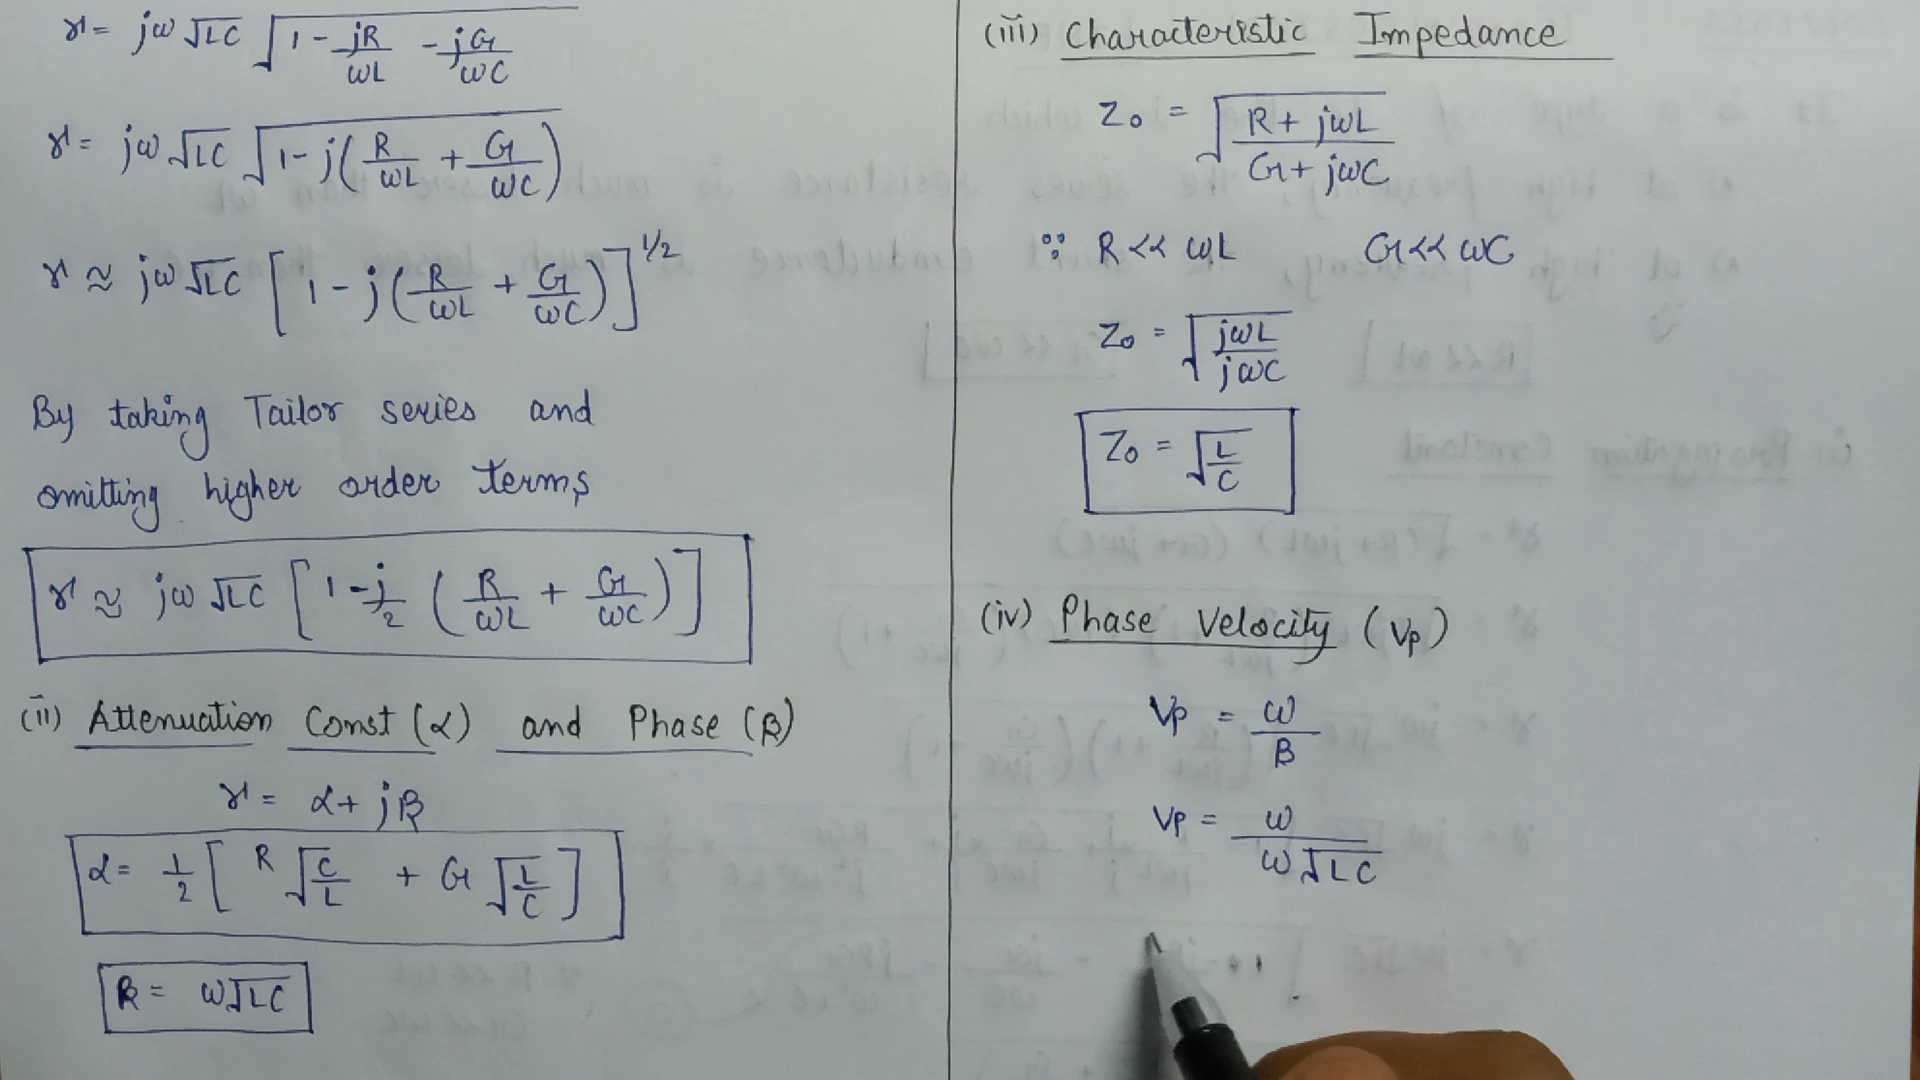 γ = jω √LC √(1 - jR/ωL - jG/ωC)
γ = jω √LC √(1 - j(R/ωL + G/ωC))
γ ≈ jω √LC [1 - j(R/ωL + G/ωC)]^1/2
By taking Tailor series and
omitting higher order terms
γ ≈ jω √LC [1 - j/2 (R/ωL + G/ωC)]
(ii) Attenuation Const (α) and Phase (β)
γ = α + jβ
α = 1/2 [R √(C/L) + G √(L/C)]
β = ω√LC
(iii) Characteristic Impedance
Z₀ = √((R + jωL)/(G + jωC))
∵ R << ωL G << ωC
Z₀ = √(jωL/jωC)
Z₀ = √(L/C)
(iv) Phase Velocity (Vp)
Vp = ω/β
Vp = ω/(ω√LC)